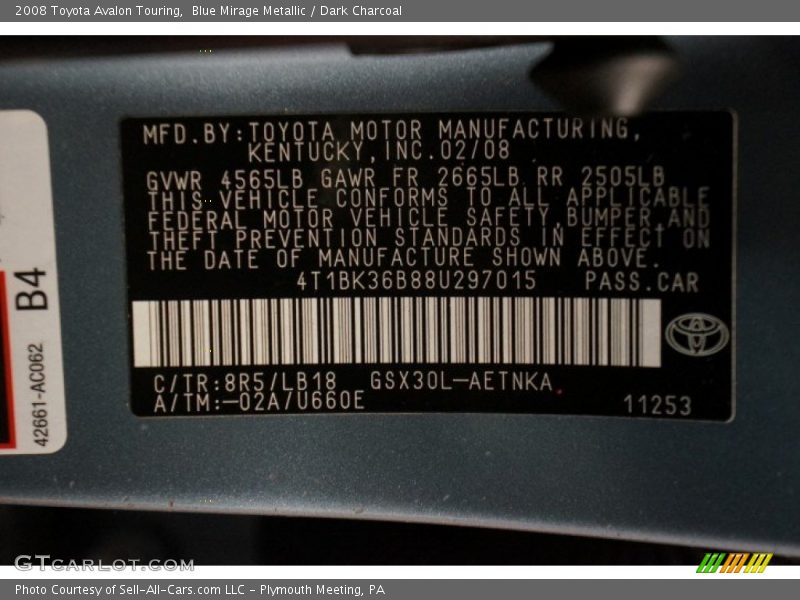 2008 Toyota Avalon Touring,  Blue Mirage Metallic / Dark Charcoal
MFD.BY:TOYOTA MOTOR MANUFACTURING,
KENTUCKY,INC.02/08
GVWR 4565LB GAWR FR 2665LB RR 2505LB
THIS VEHICLE CONFORMS TO ALL APPLICABLE
FEDERAL MOTOR VEHICLE SAFETY,BUMPER,AND
THEFT PREVENTION STANDARDS IN EFFECT ON
THE DATE OF MANUFACTURE SHOWN ABOVE.
4T1BK36B88U297015 PASS.CAR
C/TR:8R5/LB18 GSX30L-AETNKA
A/TM:-02A/U660E
11253
B4
42661-AC062
GTCARLOT.COM
Photo Courtesy of Sell-All-Cars.com LLC - Plymouth Meeting, PA